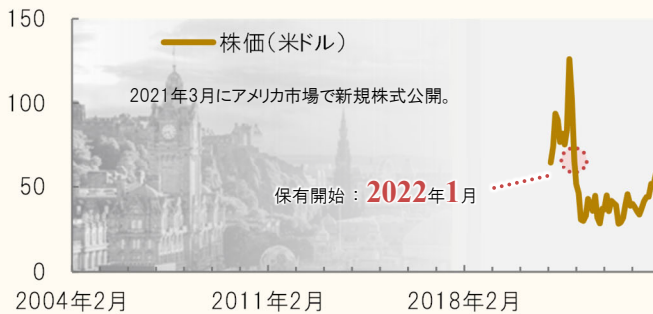 150
株価(米ドル)
100
2021年3月にアメリカ市場で新規株式公開。
50
保有開始 : 2022年1月
0
2004年2月
2011年2月
2018年2月